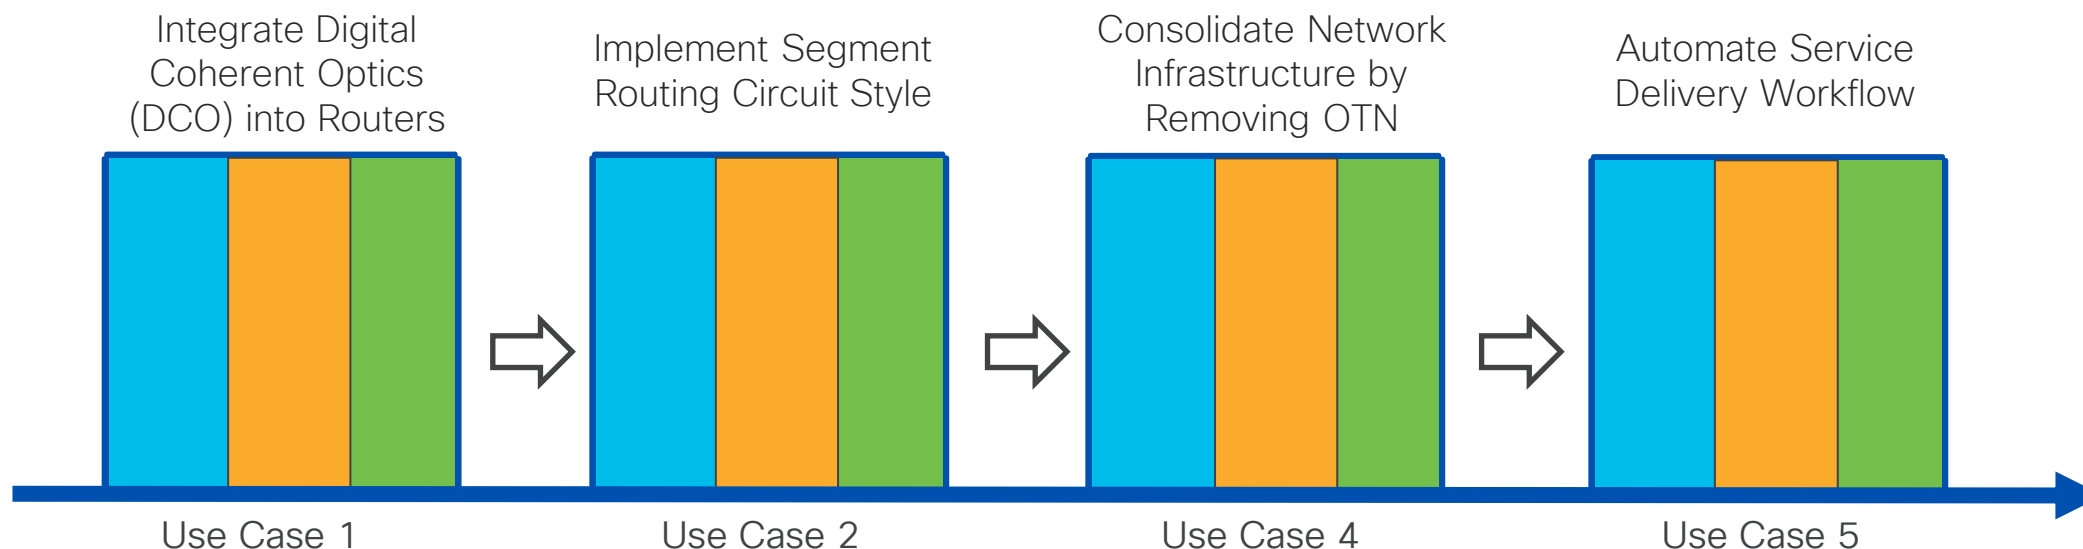 Integrate Digital
Coherent Optics
(DCO) into Routers
Implement Segment
Routing Circuit Style
Consolidate Network
Infrastructure by
Removing OTN
Automate Service
Delivery Workflow
Use Case 1
Use Case 2
Use Case 4
Use Case 5